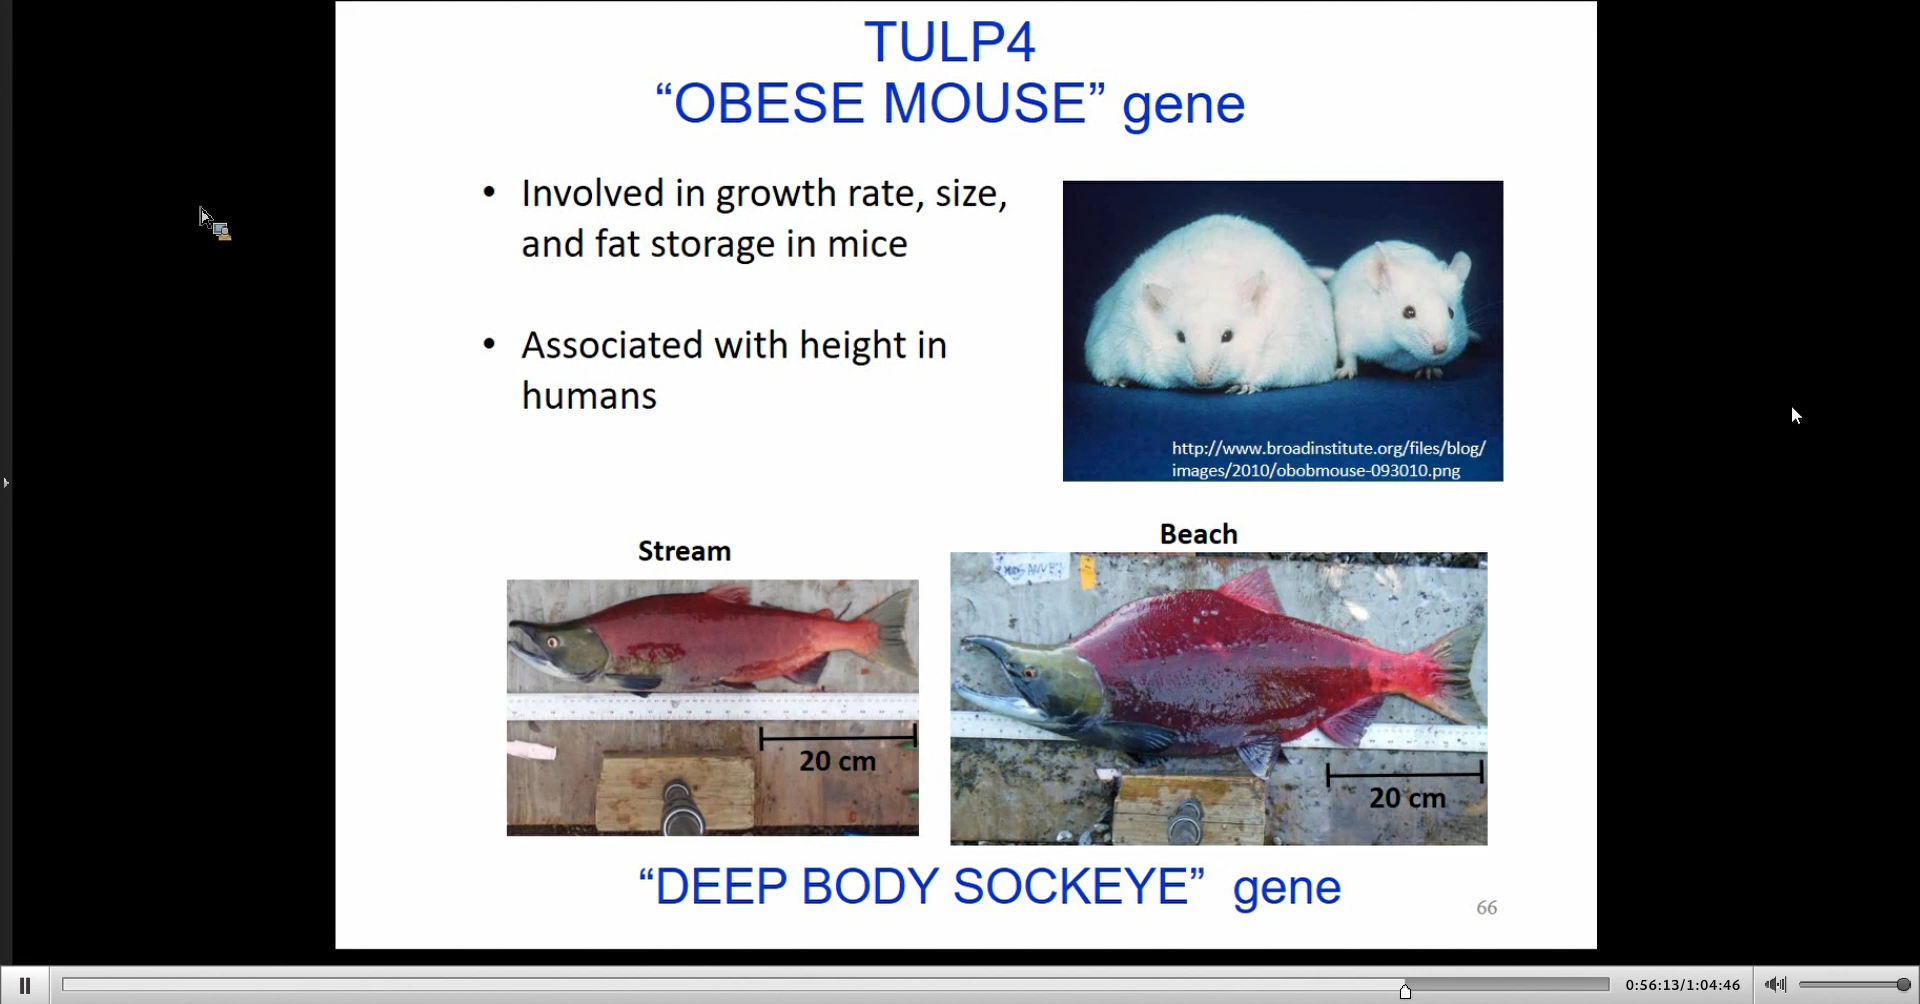 TULP4
“OBESE MOUSE” gene
• Involved in growth rate, size,
and fat storage in mice
• Associated with height in
humans
http://www.broadinstitute.org/files/blog/
images/2010/obobmouse-093010.png
Stream
Beach
20 cm
20 cm
“DEEP BODY SOCKEYE” gene
66
0:56:13/1:04:46